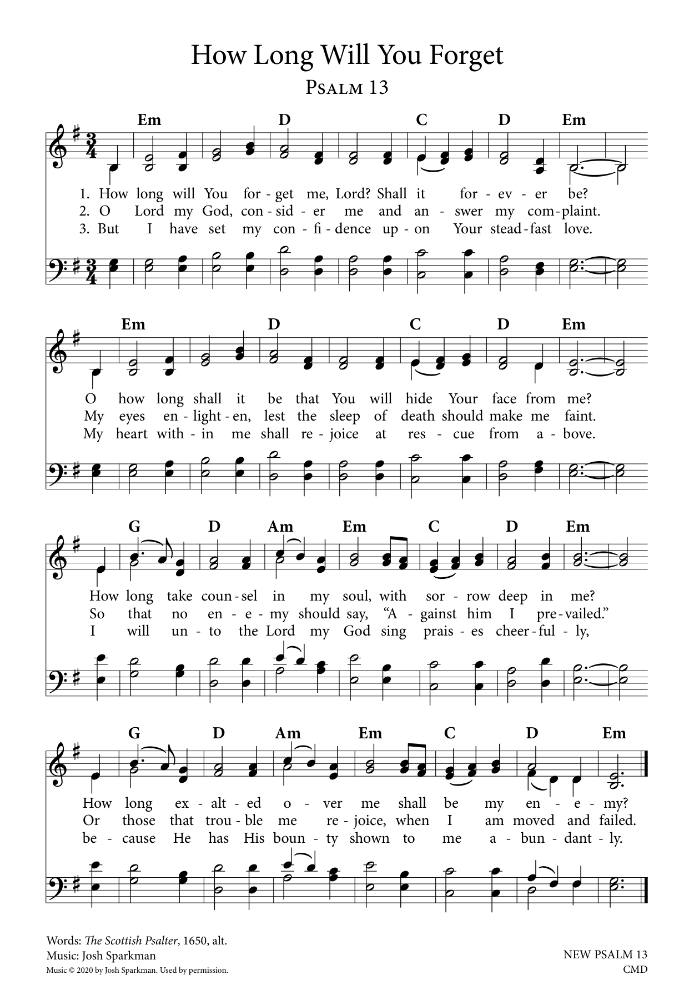 How Long Will You Forget
Psalm 13
Em D C D Em
3 4
1. How long will You for - get me, Lord? Shall it for - ev - er be?
2. O Lord my God, con - sid - er me and an - swer my com - plaint.
3. But I have set my con - fi - dence up - on Your stead - fast love.
3 4
Em D C D Em
O how long shall it be that You will hide Your face from me?
My eyes en - light - en, lest the sleep of death should make me faint.
My heart with - in me shall re - joice at res - cue from a - bove.
G D Am Em C D Em
How long take coun - sel in my soul, with sor - row deep in me?
So that no en - e - my should say, “A - gainst him I pre - vailed.”
I will un - to the Lord my God sing prais - es cheer - ful - ly,
G D Am Em C D Em
How long ex - alt - ed o - ver me shall be my en - e - my?
Or those that trou - ble me re - joice, when I am moved and failed.
be - cause He has His boun - ty shown to me a - bun - dant - ly.
Words: The Scottish Psalter, 1650, alt.
Music: Josh Sparkman
Music © 2020 by Josh Sparkman. Used by permission.
NEW PSALM 13
CMD